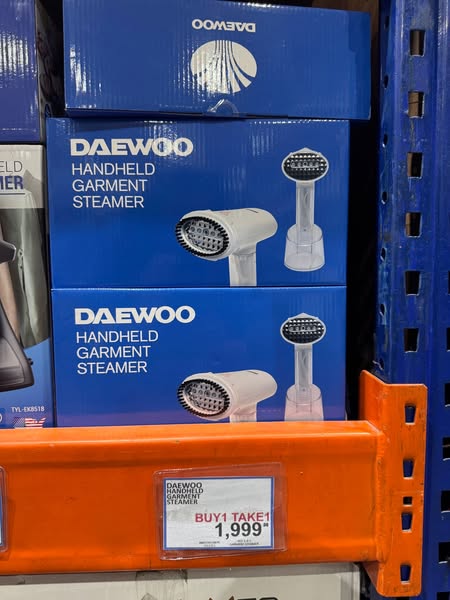 DAEWOO
DAEWOO
HANDHELD
GARMENT
STEAMER
ELD
ER
DAEWOO
HANDHELD
GARMENT
STEAMER
TYL-EK8518
DAEWOO
HANDHELD
GARMENT
STEAMER
BUY1 TAKE1
1,999